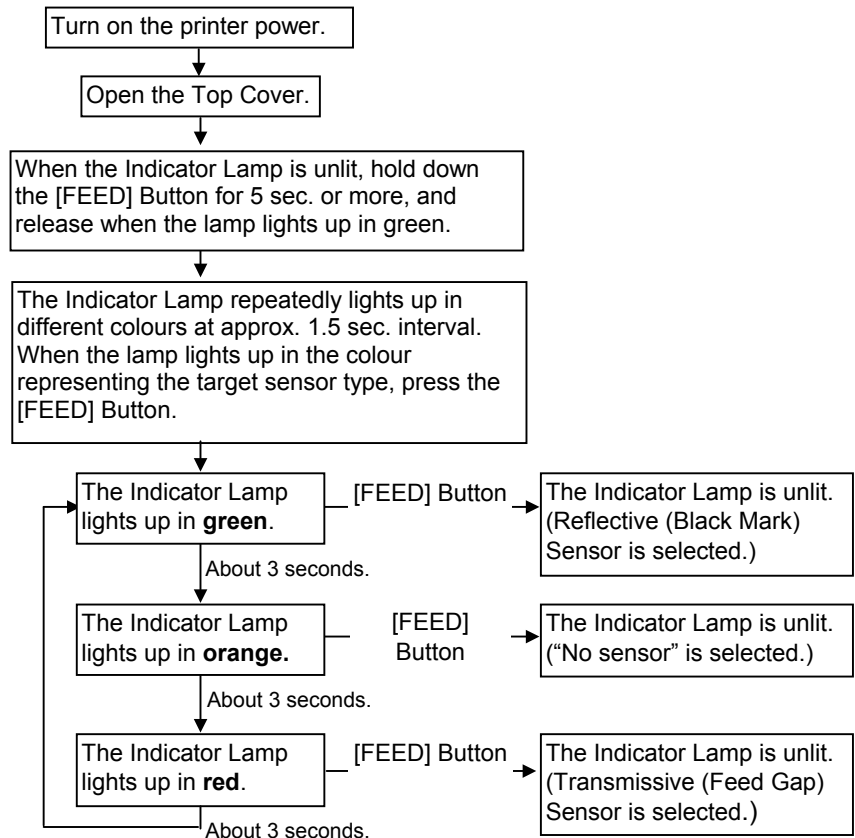 Turn on the printer power.
Open the Top Cover.
When the Indicator Lamp is unlit, hold down
the [FEED] Button for 5 sec. or more, and
release when the lamp lights up in green.
The Indicator Lamp repeatedly lights up in
different colours at approx. 1.5 sec. interval.
When the lamp lights up in the colour
representing the target sensor type, press the
[FEED] Button.
The Indicator Lamp
lights up in green.
[FEED] Button
The Indicator Lamp is unlit.
(Reflective (Black Mark)
Sensor is selected.)
About 3 seconds.
The Indicator Lamp
lights up in orange.
[FEED]
Button
The Indicator Lamp is unlit.
(“No sensor” is selected.)
About 3 seconds.
The Indicator Lamp
lights up in red.
[FEED] Button
The Indicator Lamp is unlit.
(Transmissive (Feed Gap)
Sensor is selected.)
About 3 seconds.